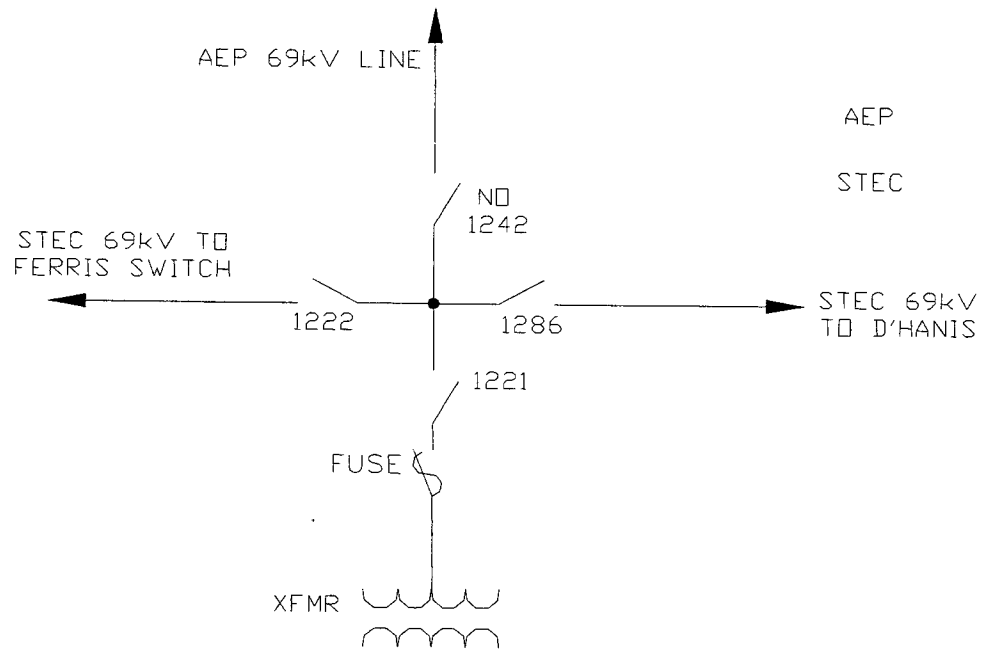 AEP 69kV LINE
AEP
STEC
NO
1242
STEC 69kV TO
FERRIS SWITCH
1222
1286
STEC 69kV
TO D'HANIS
1221
FUSE
XFMR